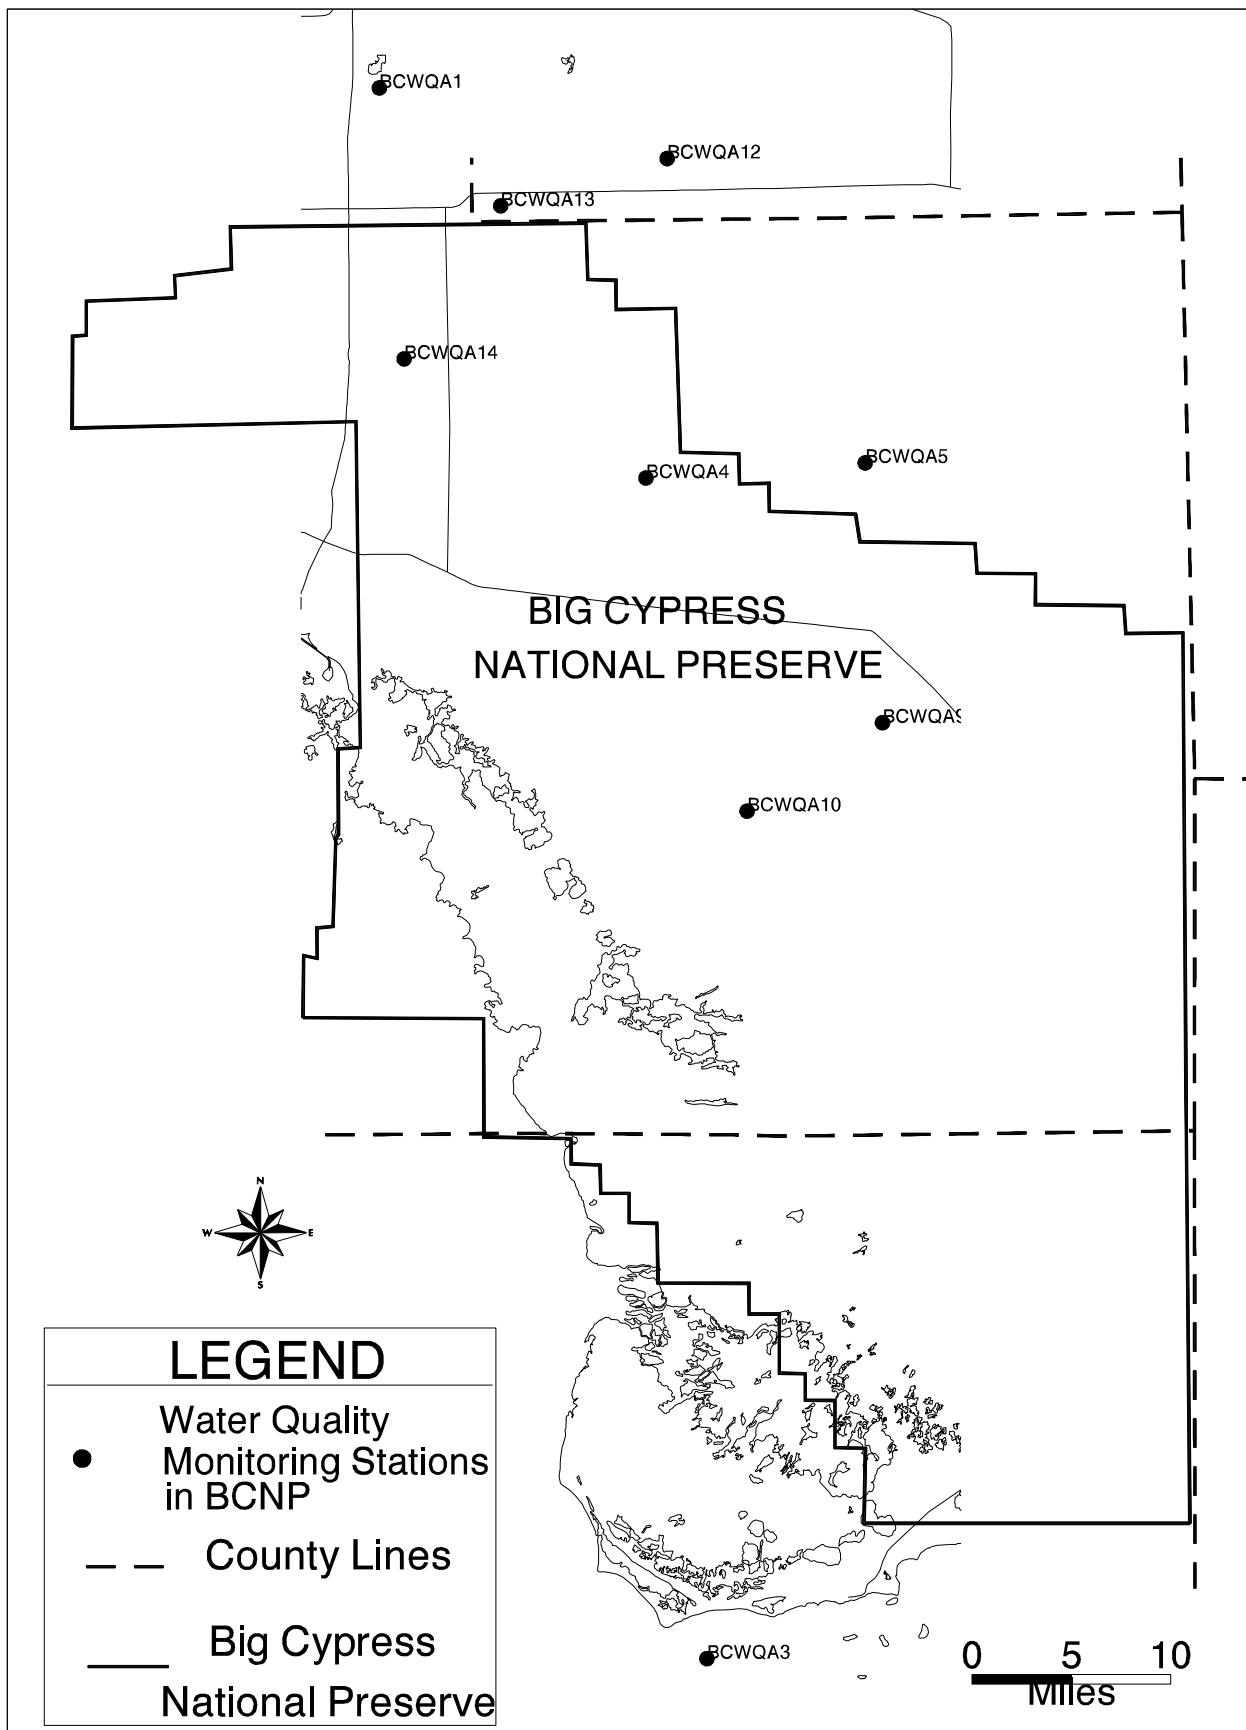 BCWQA1
BCWQA12
BCWQA13
BCWQA14
BCWQA4
BCWQA5
BIG CYPRESS
NATIONAL PRESERVE
BCWQA9
BCWQA10
N
W E
S
LEGEND
Water Quality
Monitoring Stations
in BCNP
County Lines
Big Cypress
National Preserve
BCWQA3
0 5 10
Miles